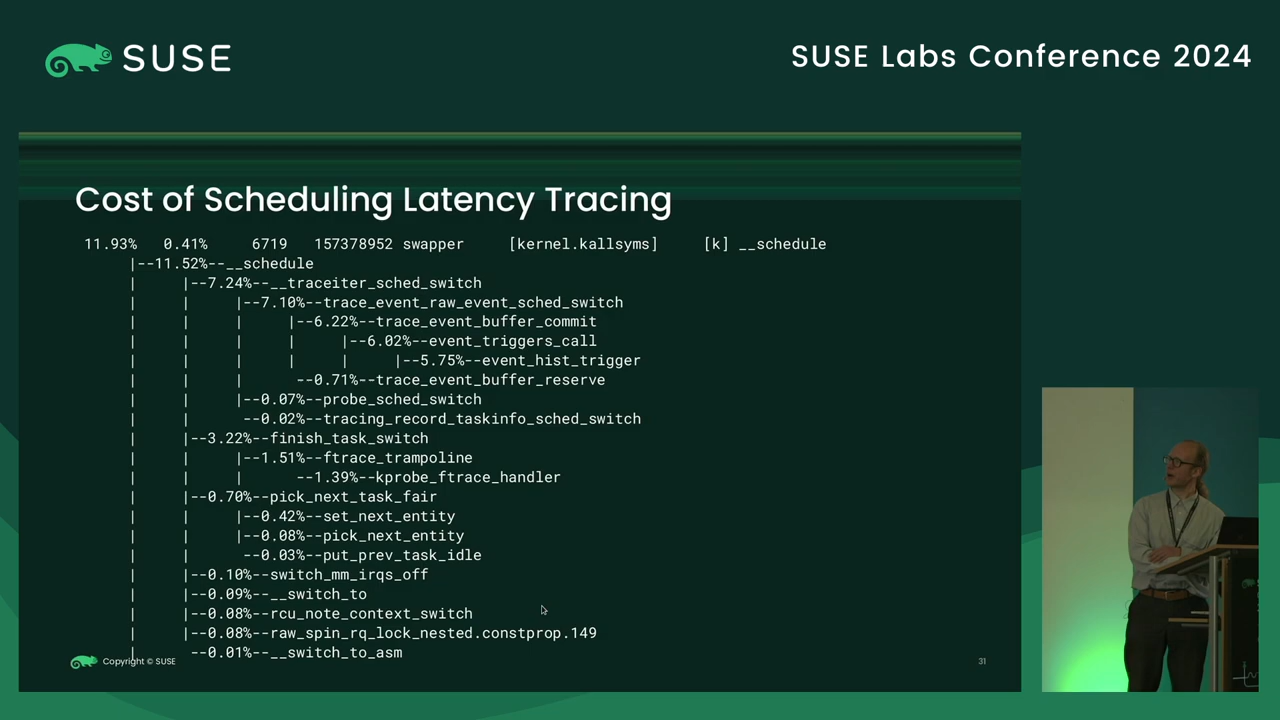 SUSE
SUSE Labs Conference 2024
Cost of Scheduling Latency Tracing
11.93%   0.41%     6719   157378952 swapper     [kernel.kallsyms]     [k] __schedule
|--11.52%--__schedule
|     |--7.24%--__traceiter_sched_switch
|     |     |--7.10%--trace_event_raw_event_sched_switch
|     |     |     |--6.22%--trace_event_buffer_commit
|     |     |     |     |--6.02%--event_triggers_call
|     |     |     |     |     |--5.75%--event_hist_trigger
|     |     |      --0.71%--trace_event_buffer_reserve
|     |     |--0.07%--probe_sched_switch
|     |      --0.02%--tracing_record_taskinfo_sched_switch
|     |--3.22%--finish_task_switch
|     |     |--1.51%--ftrace_trampoline
|     |     |      --1.39%--kprobe_ftrace_handler
|     |--0.70%--pick_next_task_fair
|     |     |--0.42%--set_next_entity
|     |     |--0.08%--pick_next_entity
|     |      --0.03%--put_prev_task_idle
|     |--0.10%--switch_mm_irqs_off
|     |--0.09%--__switch_to
|     |--0.08%--rcu_note_context_switch
|     |--0.08%--raw_spin_rq_lock_nested.constprop.149
|      --0.01%--__switch_to_asm
Copyright © SUSE
31